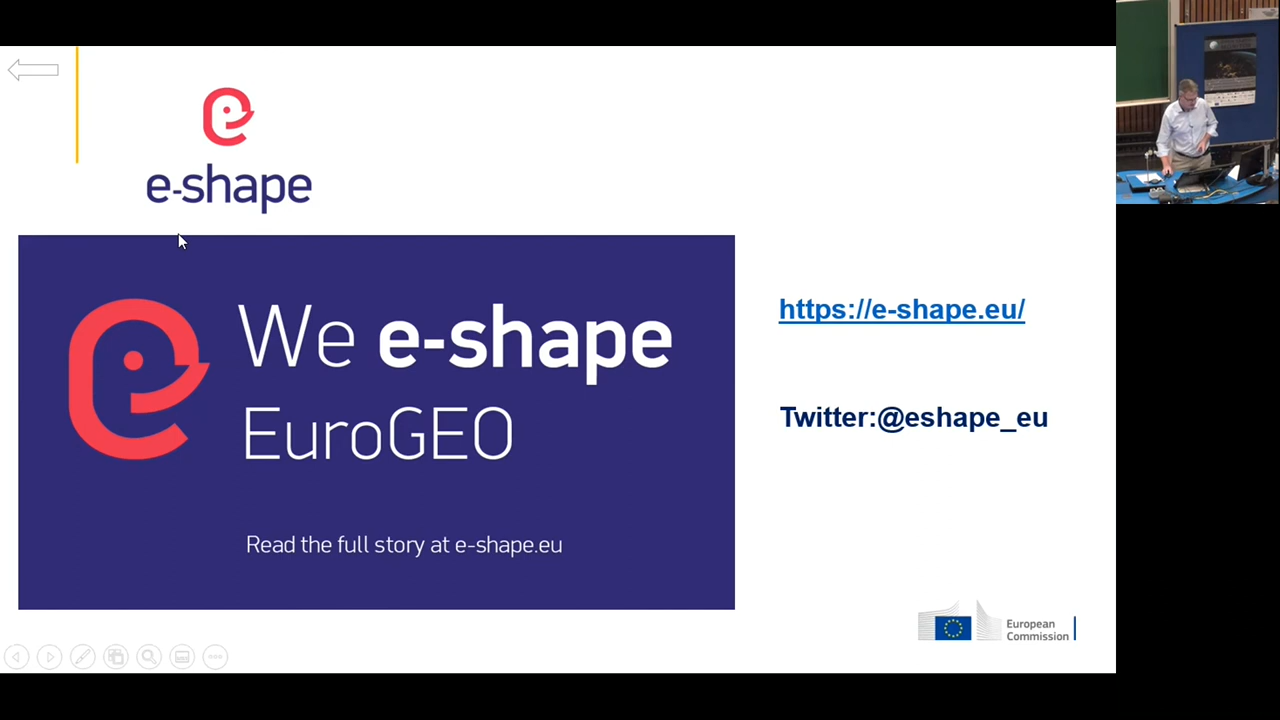 e-shape
We e-shape
EuroGEO
Read the full story at e-shape.eu
https://e-shape.eu/
Twitter:@eshape_eu
European
Commission